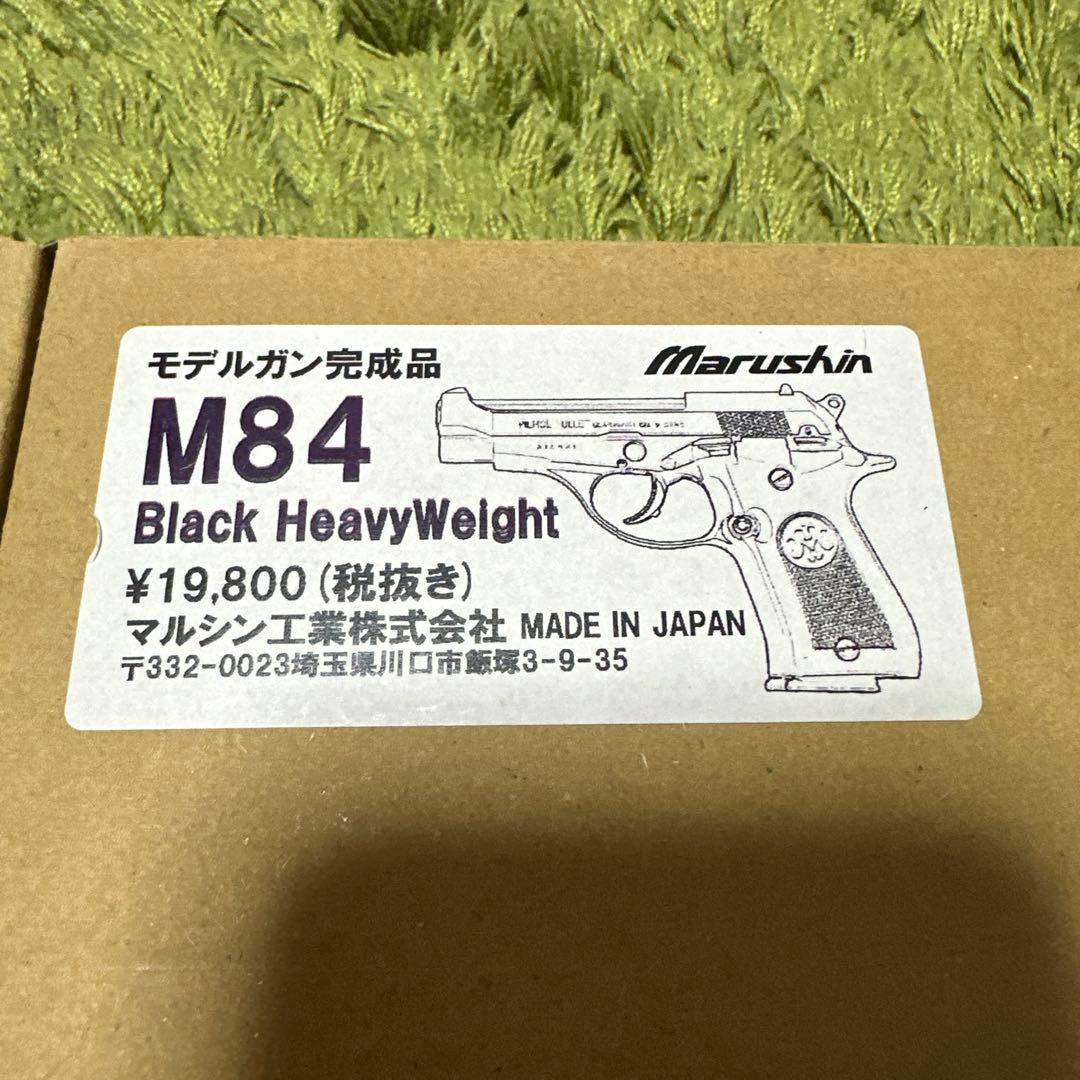 モデルガン完成品
Marushin
M84
Black HeavyWeight
¥19,800(税抜き)
マルシン工業株式会社 MADE IN JAPAN
〒332-0023埼玉県川口市飯塚3-9-35